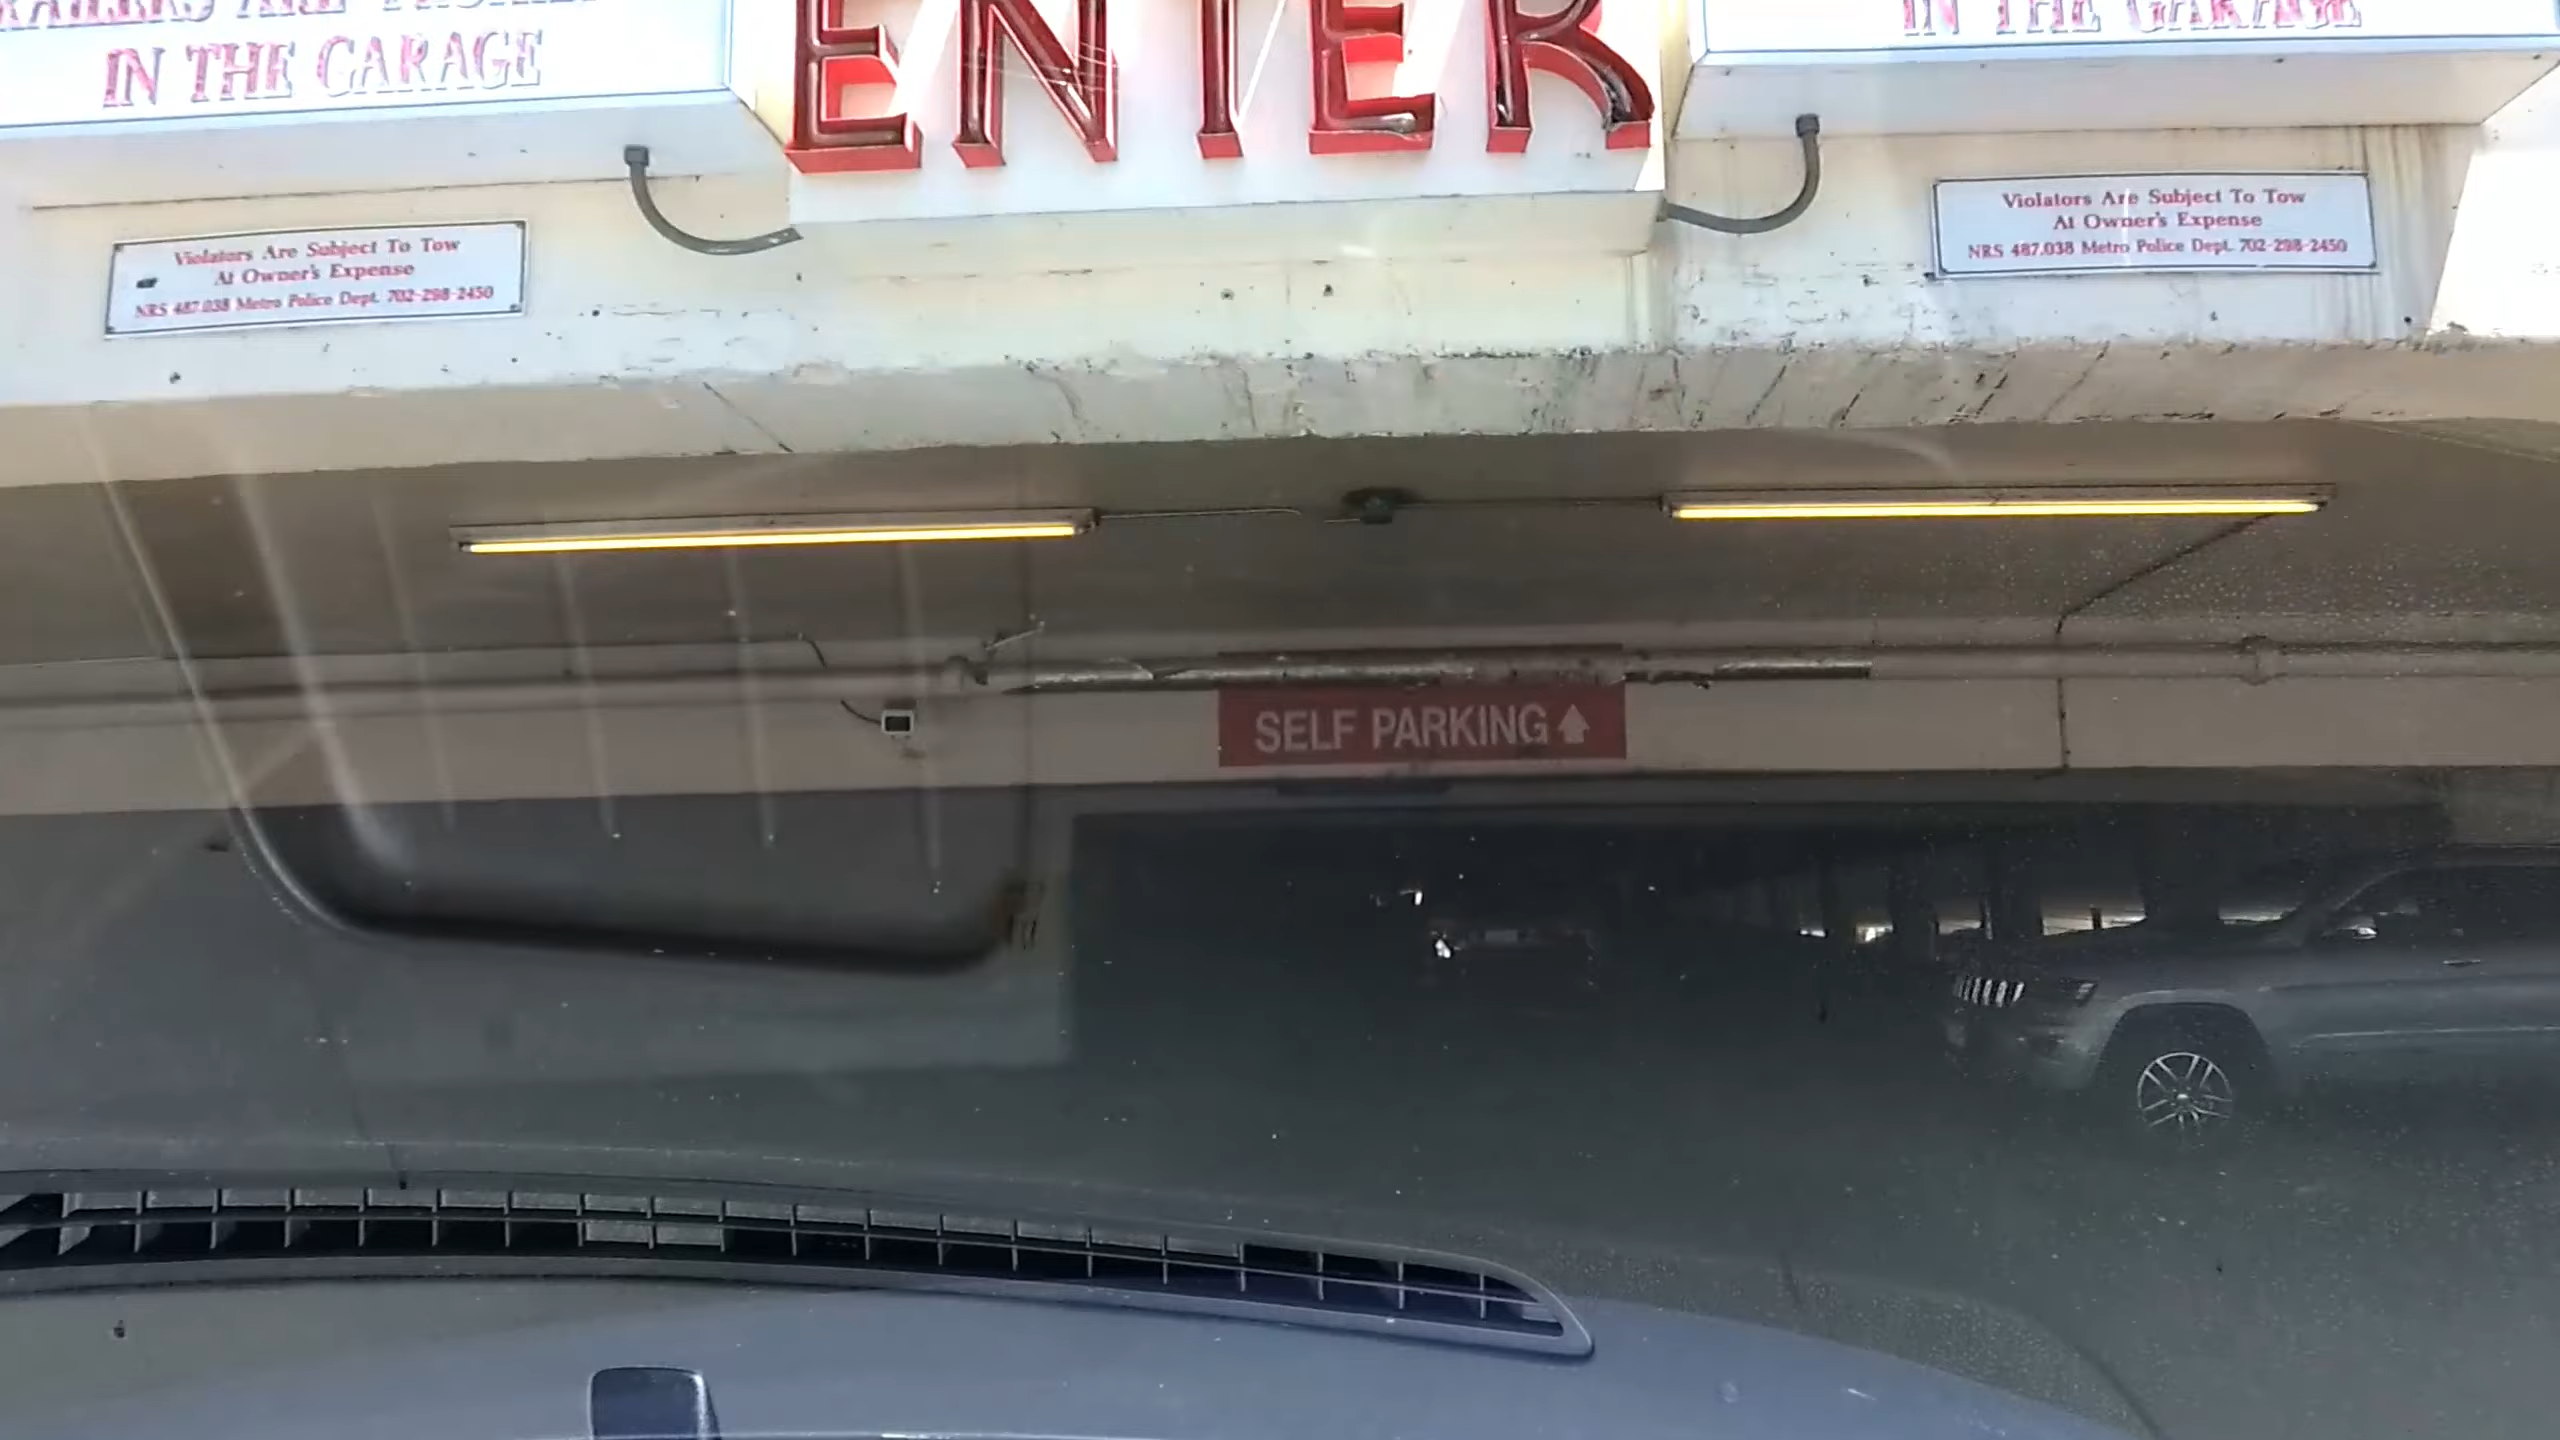 IN THE GARAGE
ENTER
IN THE GARAGE
Violators Are Subject To Tow
At Owner's Expense
NRS 487.038 Metro Police Dept. 702-298-2450
Violators Are Subject To Tow
At Owner's Expense
NRS 487.038 Metro Police Dept. 702-298-2450
SELF PARKING